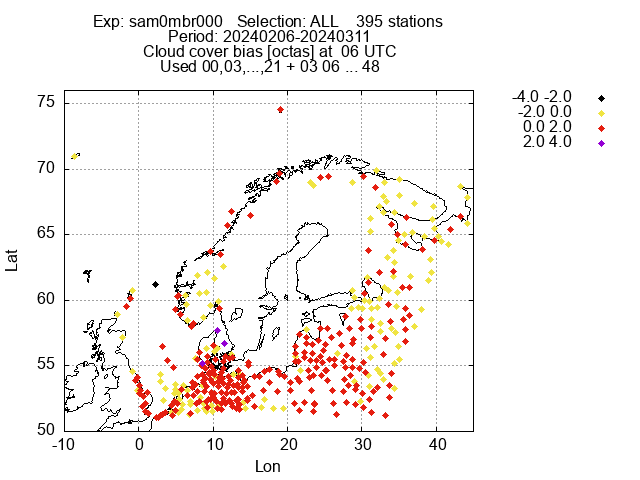 Exp: sam0mbr000 Selection: ALL 395 stations
Period: 20240206-20240311
Cloud cover bias [octas] at 06 UTC
Used 00,03,...,21 + 03 06 ... 48
-4.0 -2.0
-2.0 0.0
0.0 2.0
2.0 4.0
75
70
65
60
55
50
Lat
-10 0 10 20 30 40
Lon